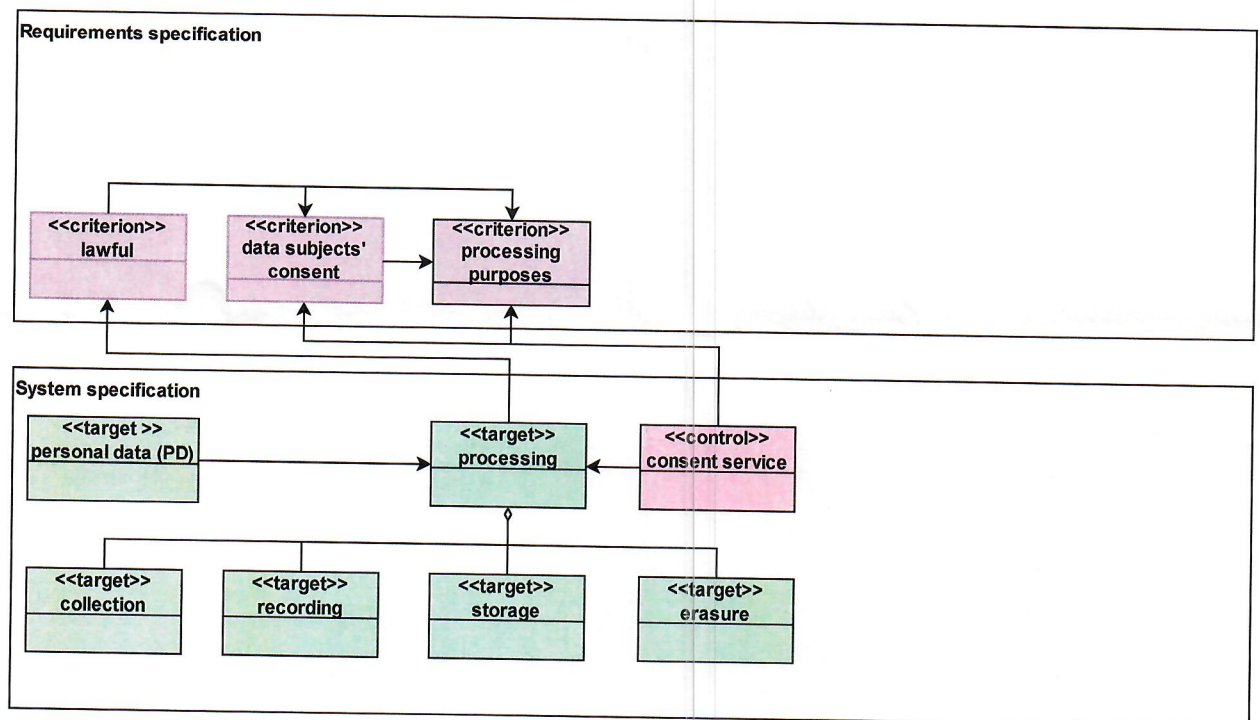 Requirements specification
<<criterion>>
lawful
<<criterion>>
data subjects'
consent
<<criterion>>
processing
purposes
System specification
<<target >>
personal data (PD)
<<target>>
processing
<<control>>
consent service
<<target>>
collection
<<target>>
recording
<<target>>
storage
<<target>>
erasure